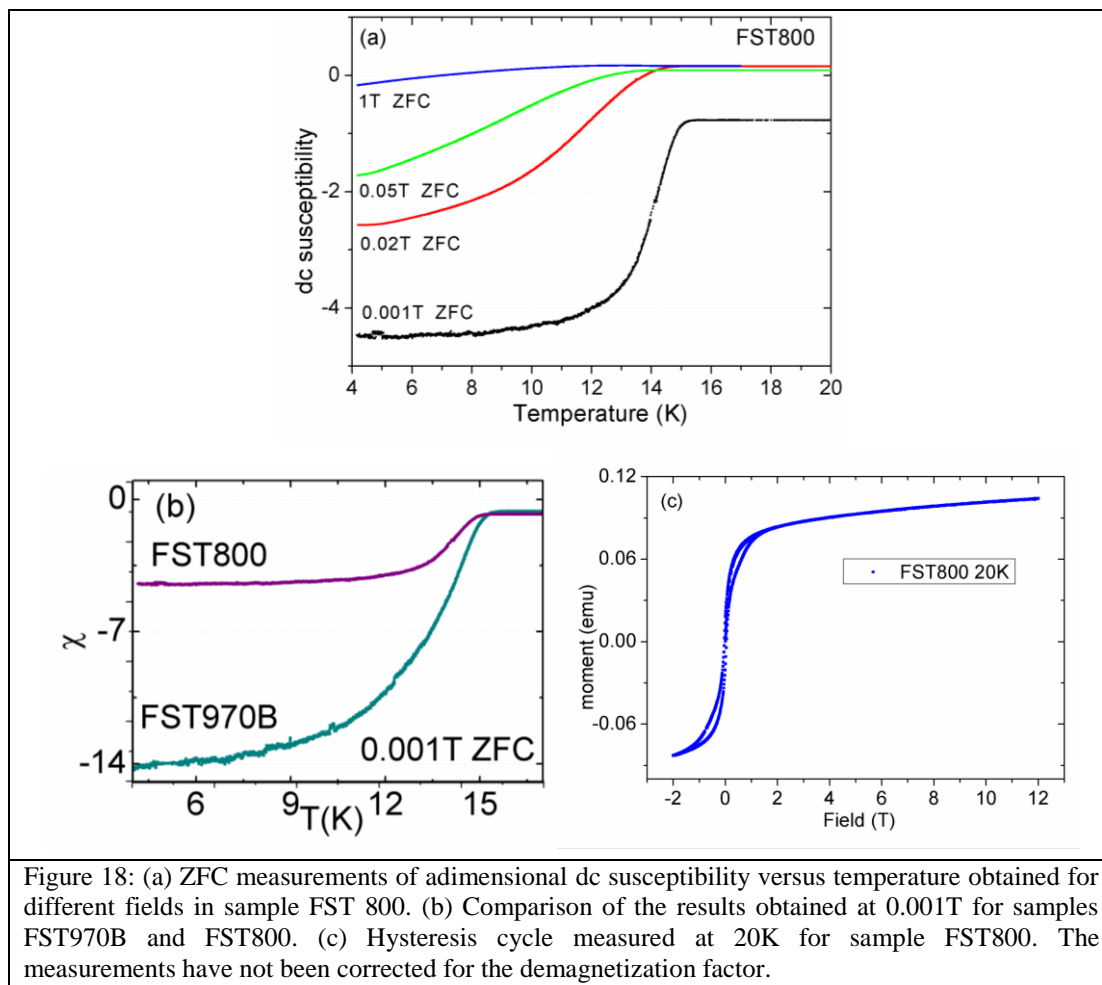 (a)
FST800
0
-2
-4
dc susceptibility
1T ZFC
0.05T ZFC
0.02T ZFC
0.001T ZFC
4 6 8 10 12 14 16 18 20
Temperature (K)
(b)
0
-7
-14
χ
FST800
FST970B
0.001T ZFC
6 9 12 15
T(K)
(c)
0.12
0.06
0.00
-0.06
moment (emu)
FST800 20K
-2 0 2 4 6 8 10 12
Field (T)
Figure 18: (a) ZFC measurements of adimensional dc susceptibility versus temperature obtained for
different fields in sample FST 800. (b) Comparison of the results obtained at 0.001T for samples
FST970B and FST800. (c) Hysteresis cycle measured at 20K for sample FST800. The
measurements have not been corrected for the demagnetization factor.